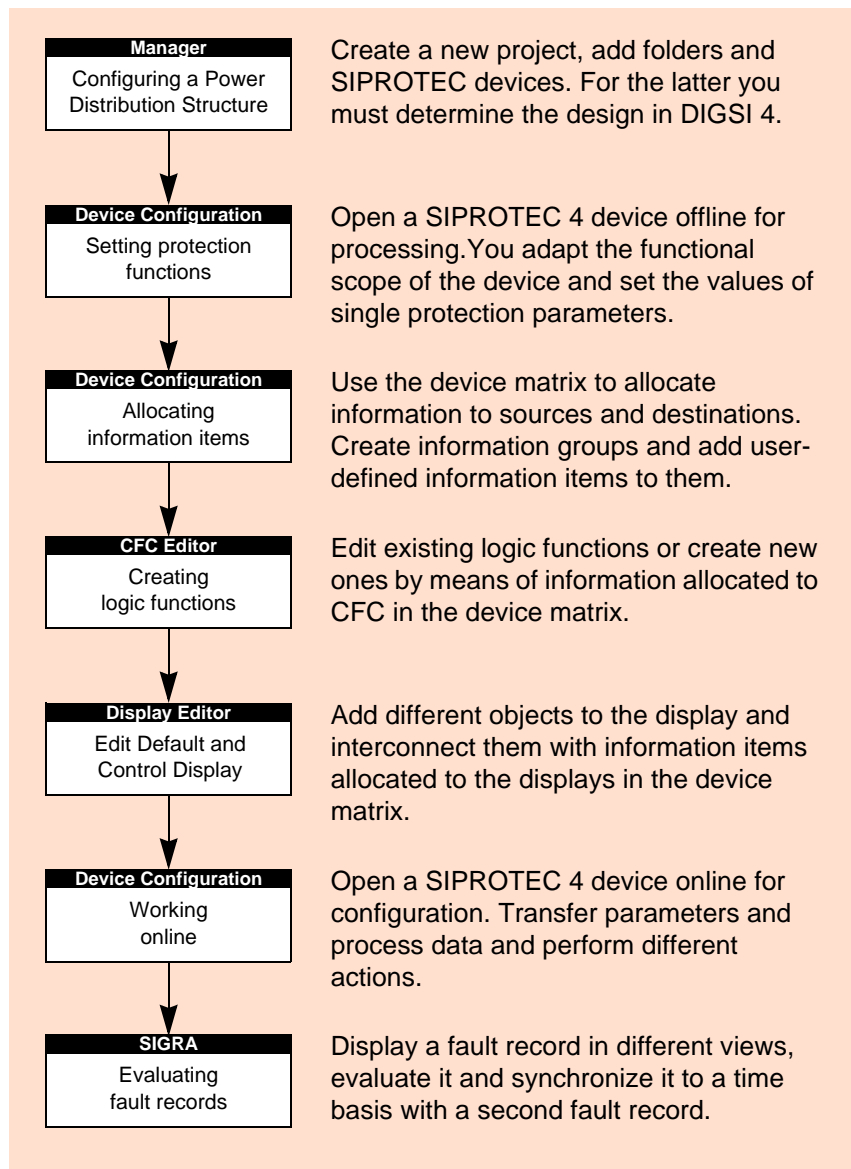 Manager
Configuring a Power
Distribution Structure
Create a new project, add folders and
SIPROTEC devices. For the latter you
must determine the design in DIGSI 4.
Device Configuration
Setting protection
functions
Open a SIPROTEC 4 device offline for
processing.You adapt the functional
scope of the device and set the values of
single protection parameters.
Device Configuration
Allocating
information items
Use the device matrix to allocate
information to sources and destinations.
Create information groups and add user-
defined information items to them.
CFC Editor
Creating
logic functions
Edit existing logic functions or create new
ones by means of information allocated to
CFC in the device matrix.
Display Editor
Edit Default and
Control Display
Add different objects to the display and
interconnect them with information items
allocated to the displays in the device
matrix.
Device Configuration
Working
online
Open a SIPROTEC 4 device online for
configuration. Transfer parameters and
process data and perform different
actions.
SIGRA
Evaluating
fault records
Display a fault record in different views,
evaluate it and synchronize it to a time
basis with a second fault record.